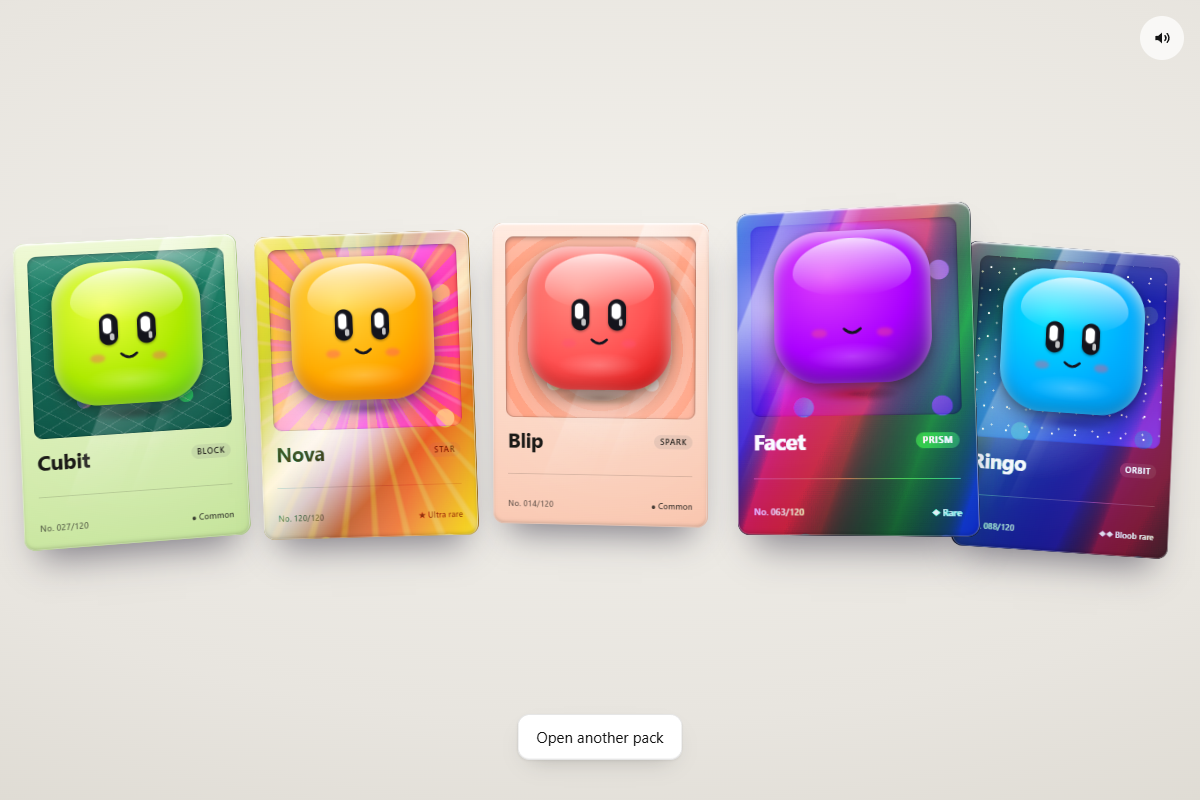 Cubit
BLOCK
No. 027/120
▪ Common
Nova
STAR
No. 120/120
★ Ultra rare
Blip
SPARK
No. 014/120
▪ Common
Facet
PRISM
No. 063/120
◆ Rare
Ringo
ORBIT
088/120
◆◆ Bloob rare
Open another pack